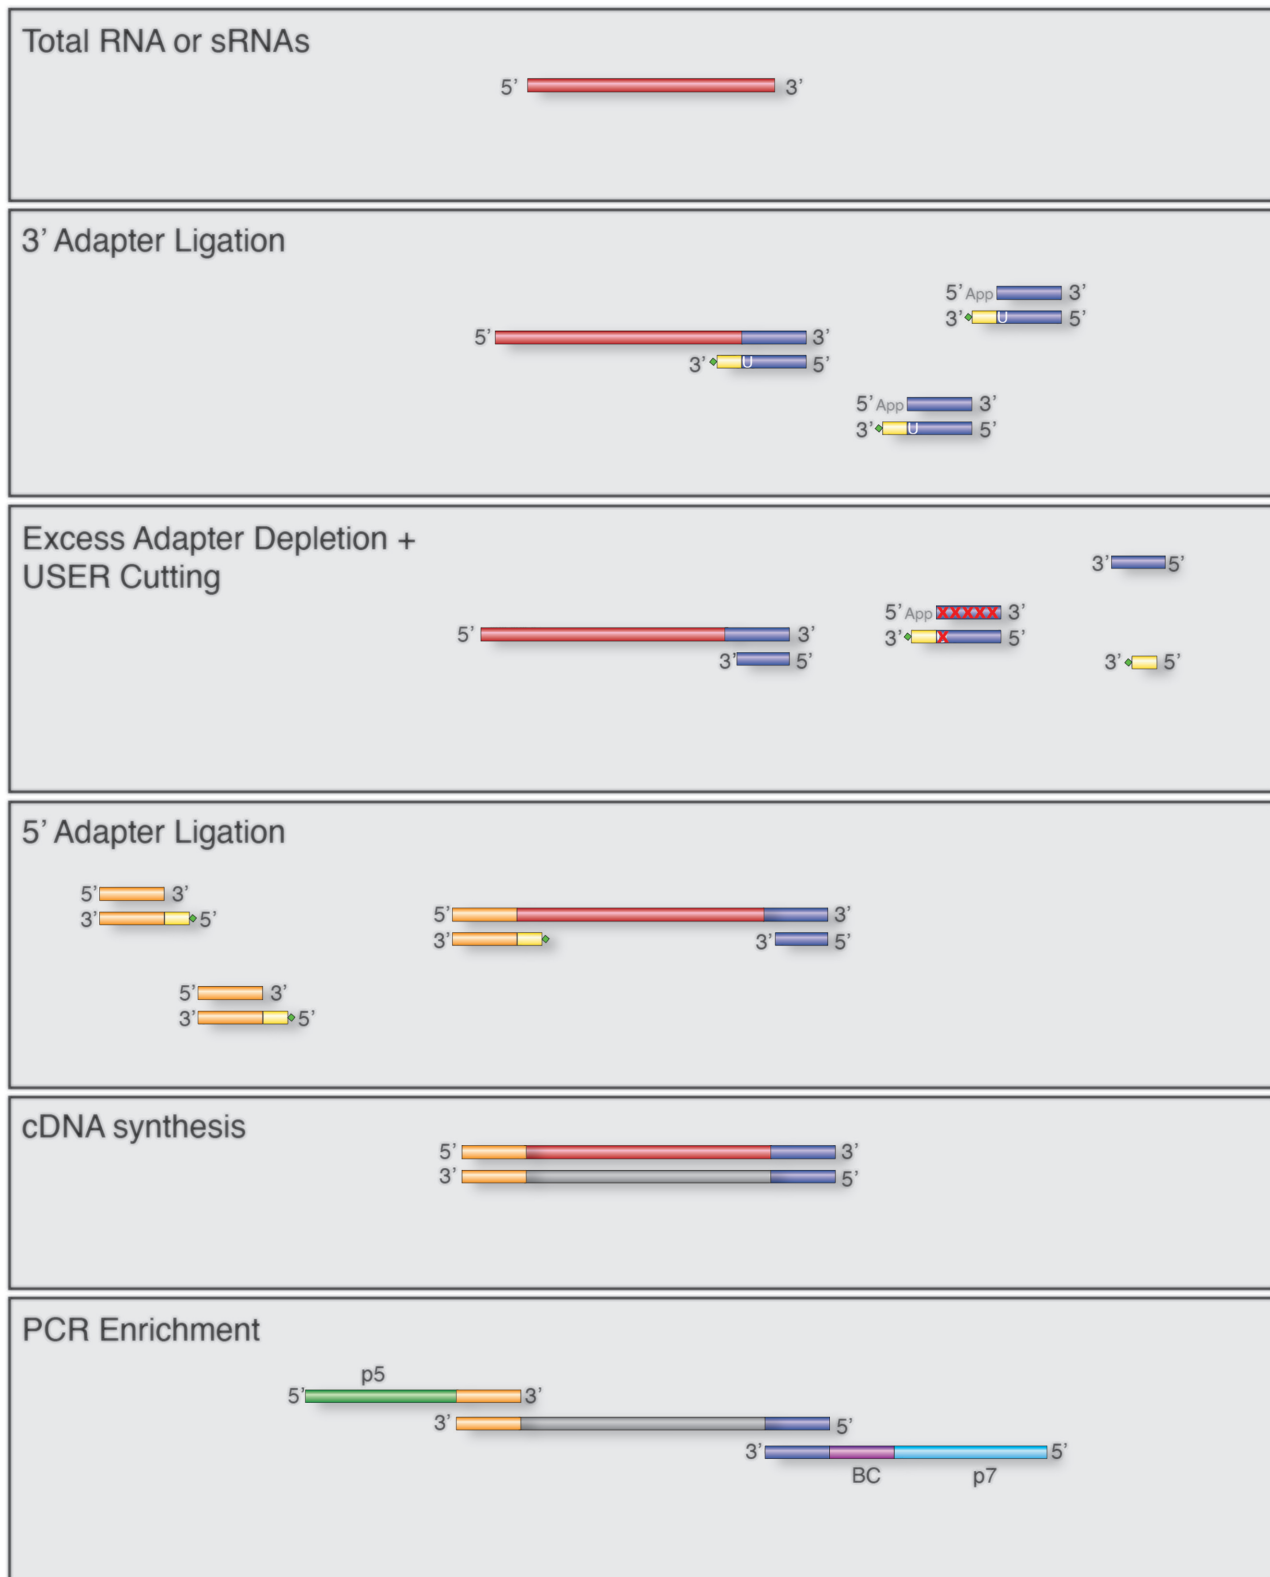 Total RNA or sRNAs
5’ 3’
3’ Adapter Ligation
5’ App 3’
3’ U 5’
5’ 3’
3’ U 5’
5’ App 3’
3’ U 5’
Excess Adapter Depletion +
USER Cutting
3’ 5’
5’ App X X X X X 3’
3’ X 5’
5’ 3’
3’ 5’
3’ 5’
5’ Adapter Ligation
5’ 3’
3’ 5’
5’ 3’
3’ 3’ 5’
5’ 3’
3’ 5’
cDNA synthesis
5’ 3’
3’ 5’
PCR Enrichment
p5
5’ 3’
3’ 5’
3’ 5’
BC p7